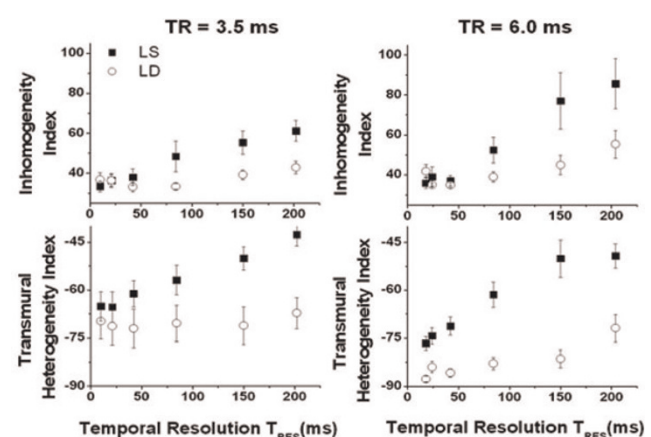 TR = 3.5 ms
TR = 6.0 ms
LS
LD
Inhomogeneity
Index
100
80
60
40
0 50 100 150 200
Inhomogeneity
Index
100
80
60
40
0 50 100 150 200
Transmural
Heterogeneity Index
-45
-60
-75
-90
0 50 100 150 200
Transmural
Heterogeneity Index
-45
-60
-75
-90
0 50 100 150 200
Temporal Resolution T_RES(ms)
Temporal Resolution T_RES(ms)